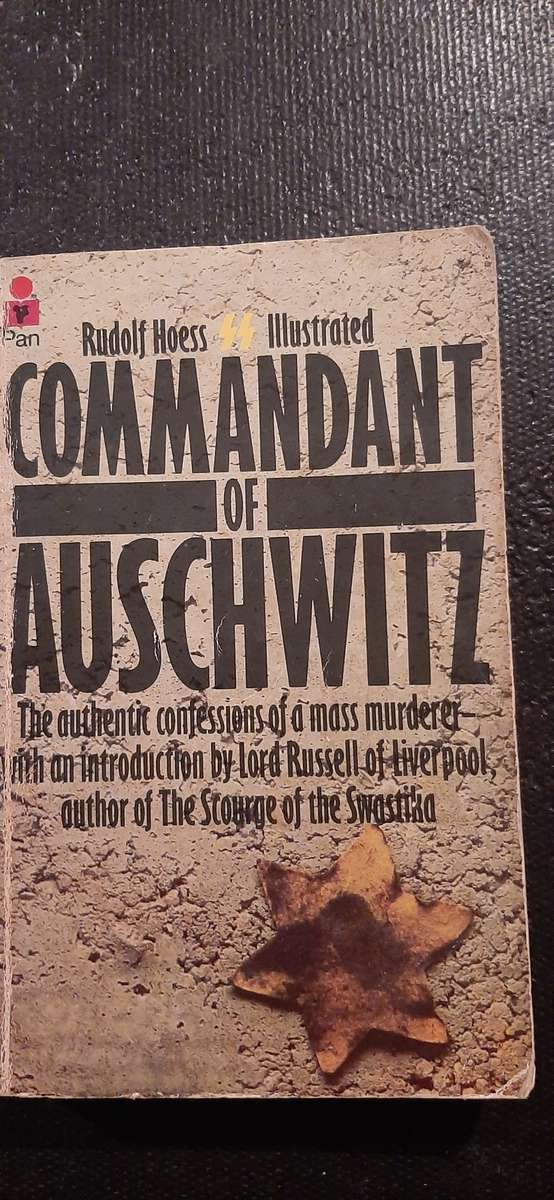 Pan
Rudolf Hoess Illustrated
COMMANDANT
OF
AUSCHWITZ
The authentic confessions of a mass murderer–
with an introduction by Lord Russell of Liverpool,
author of The Scourge of the Swastika